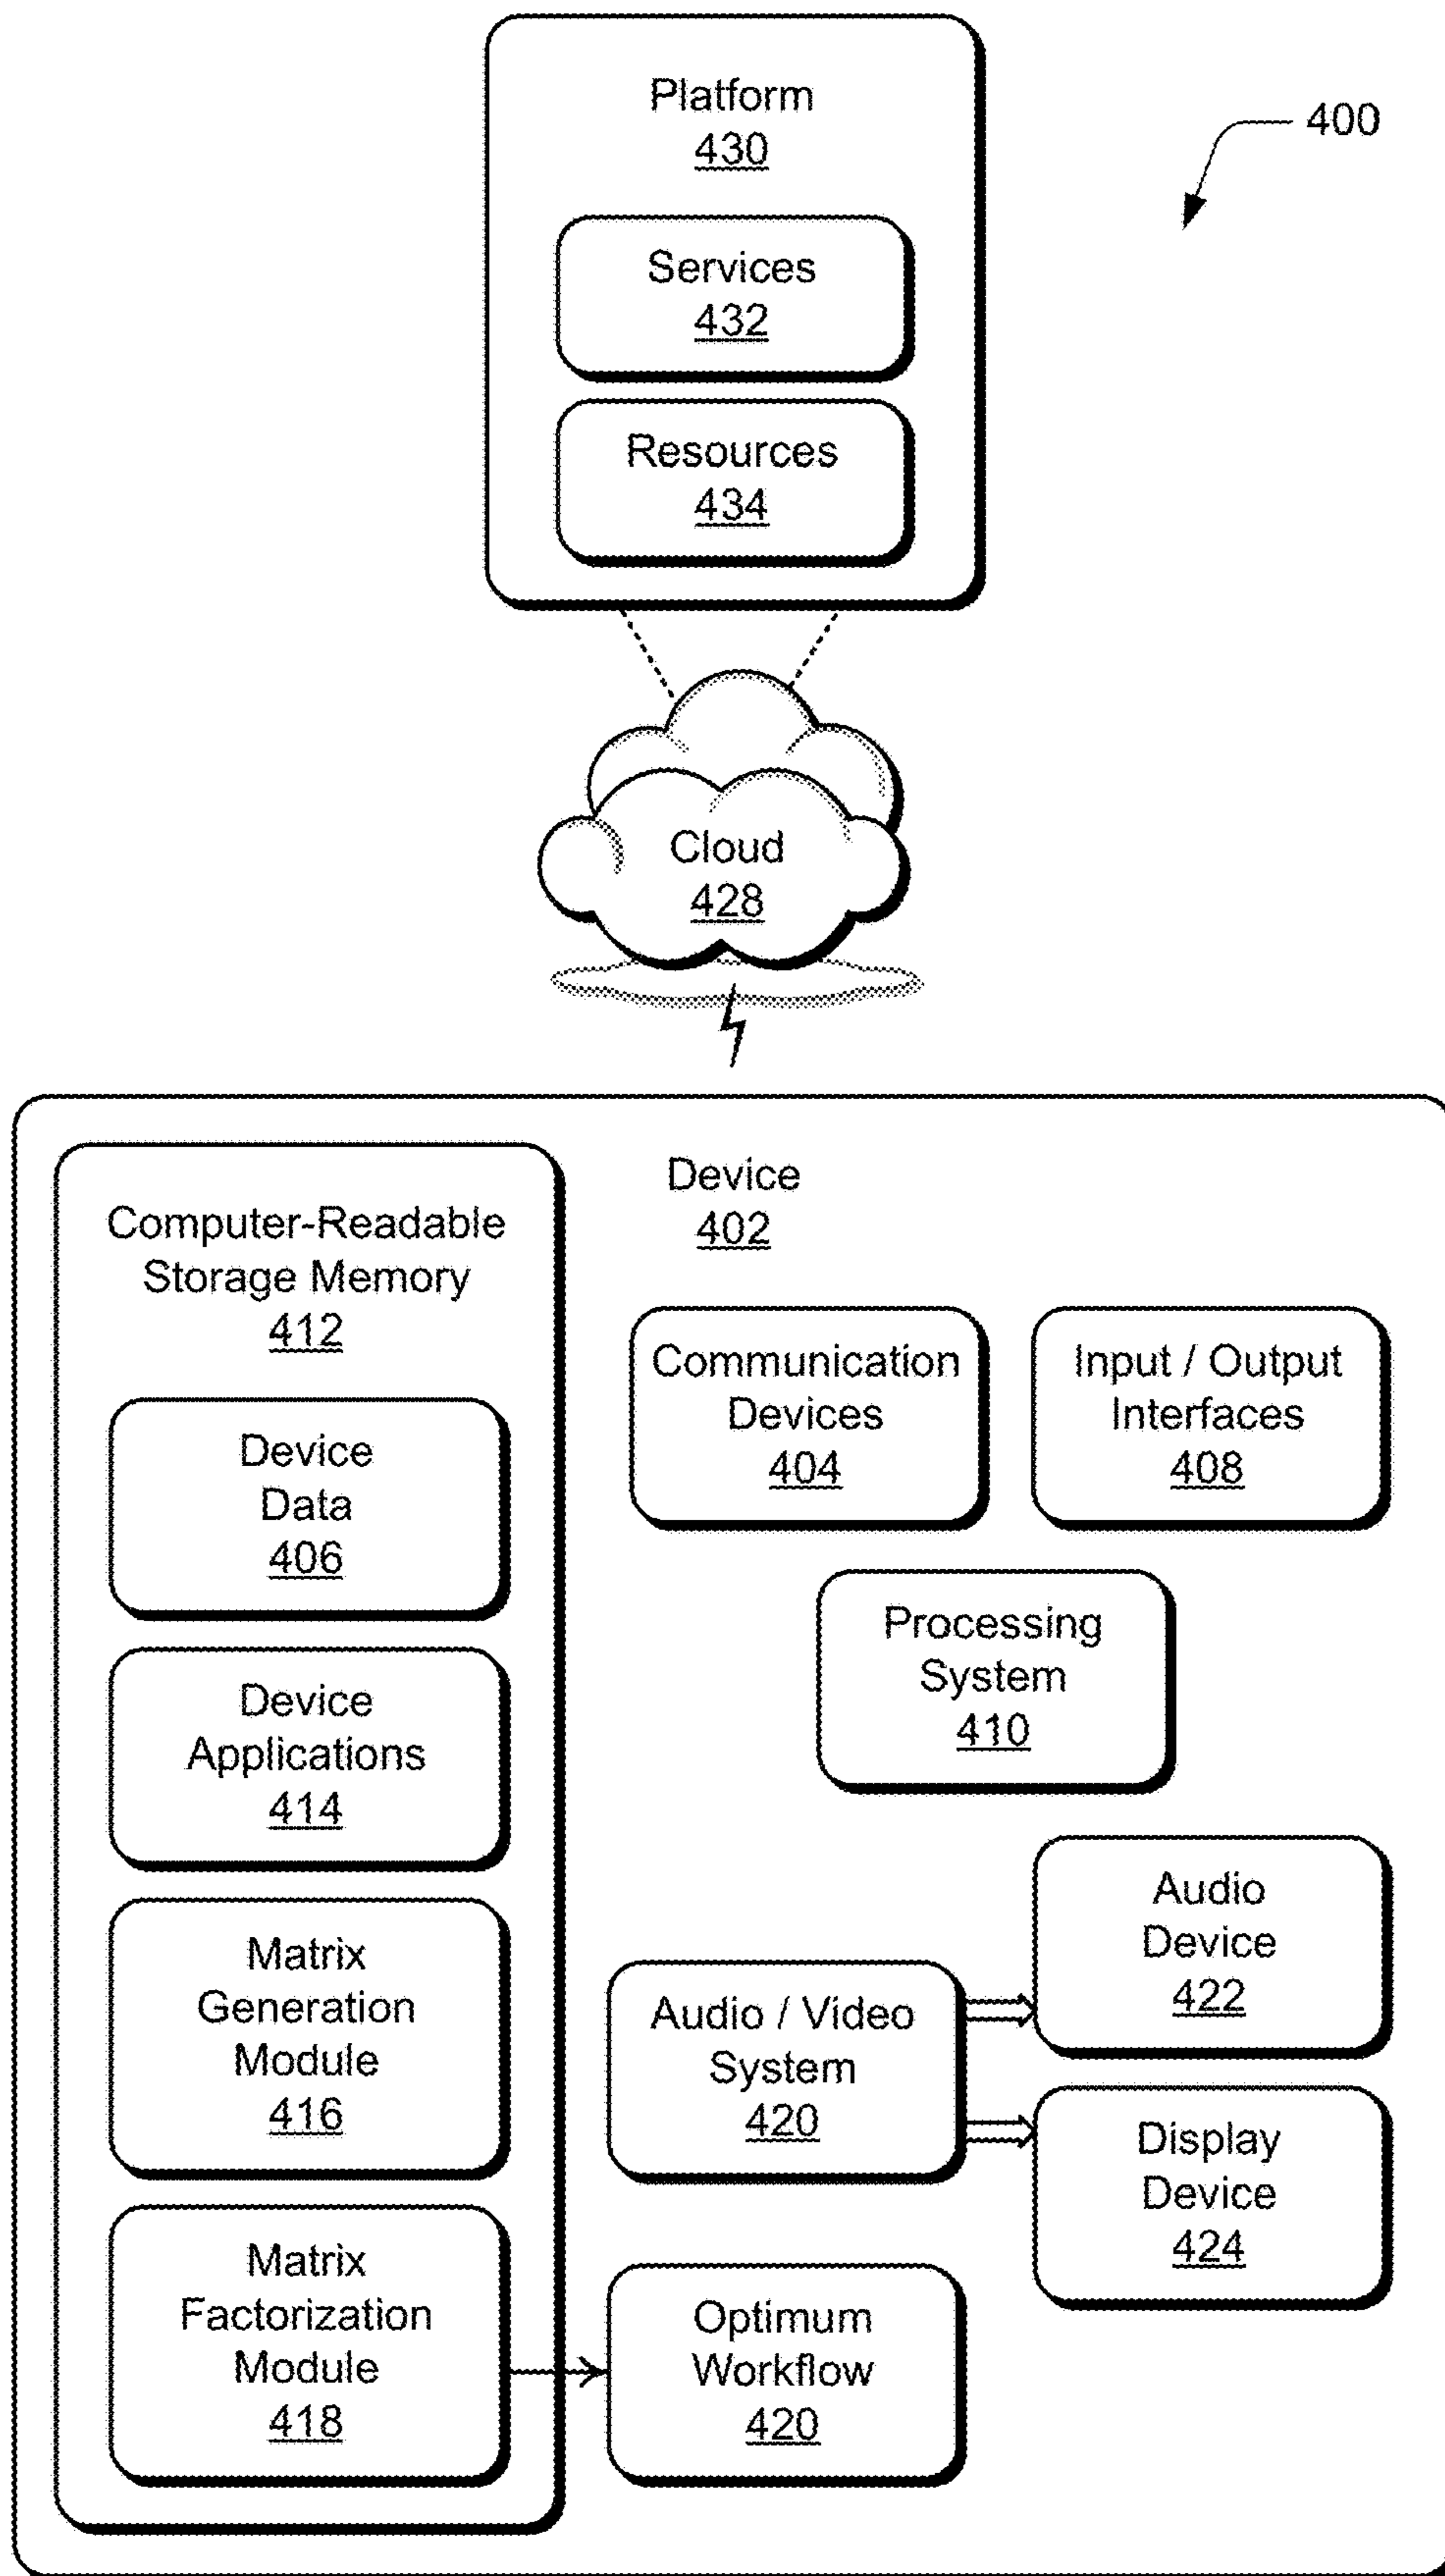 Platform
430
400
Services
432
Resources
434
Cloud
428
Device
402
Computer-Readable
Storage Memory
412
Communication
Devices
404
Input / Output
Interfaces
408
Device
Data
406
Processing
System
410
Device
Applications
414
Audio
Device
422
Matrix
Generation
Module
416
Audio / Video
System
420
Display
Device
424
Matrix
Factorization
Module
418
Optimum
Workflow
420